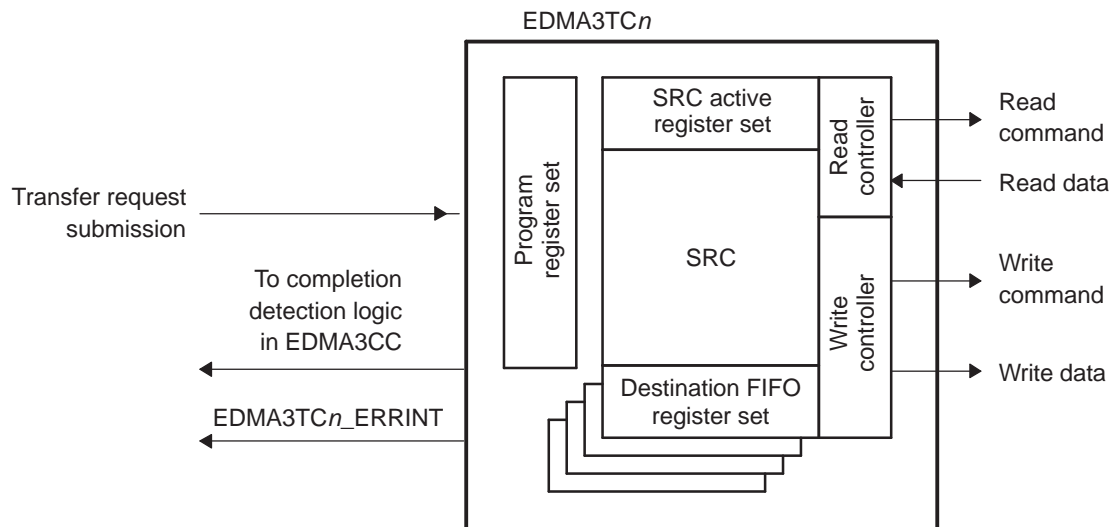 EDMA3TCn
SRC active
register set
Read
controller
Read
command
Read data
Transfer request
submission
Program
register set
SRC
To completion
detection logic
in EDMA3CC
Write
controller
Write
command
Destination FIFO
register set
Write data
EDMA3TCn_ERRINT